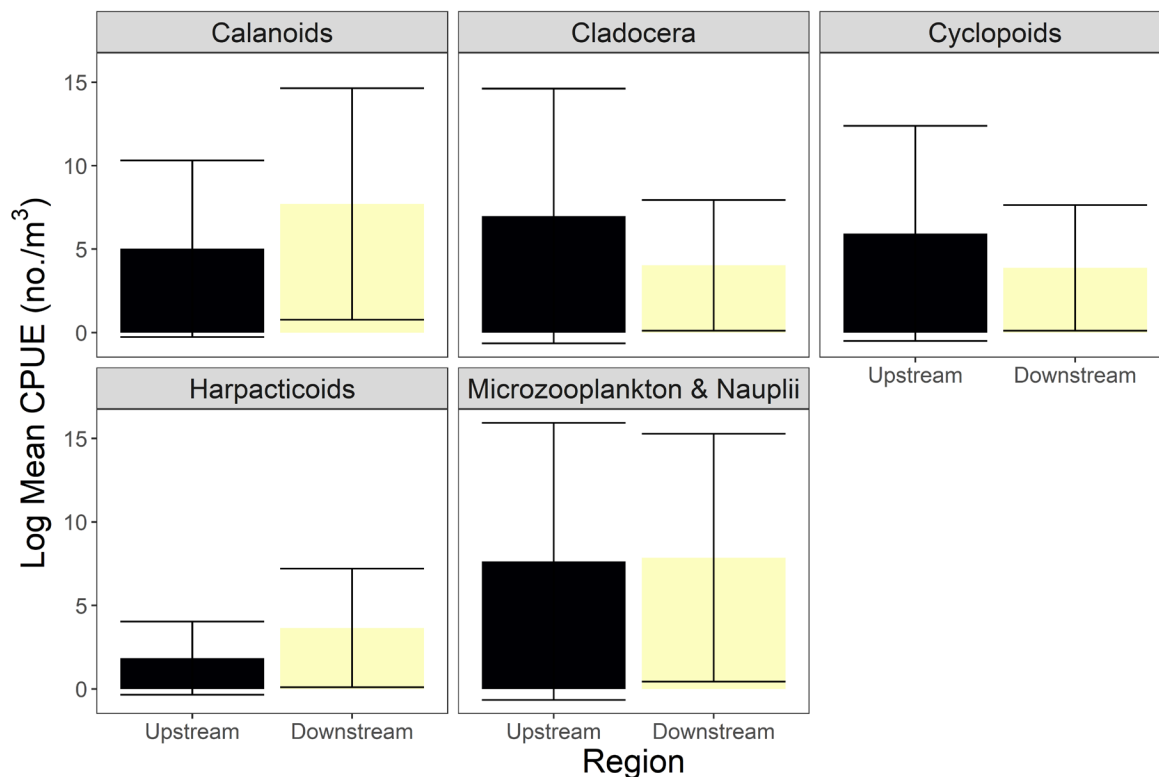 Log Mean CPUE (no./m³)
Calanoids
Cladocera
Cyclopoids
15
10
5
0
Upstream
Downstream
Harpacticoids
Microzooplankton & Nauplii
15
10
5
0
Upstream
Downstream
Upstream
Downstream
Region